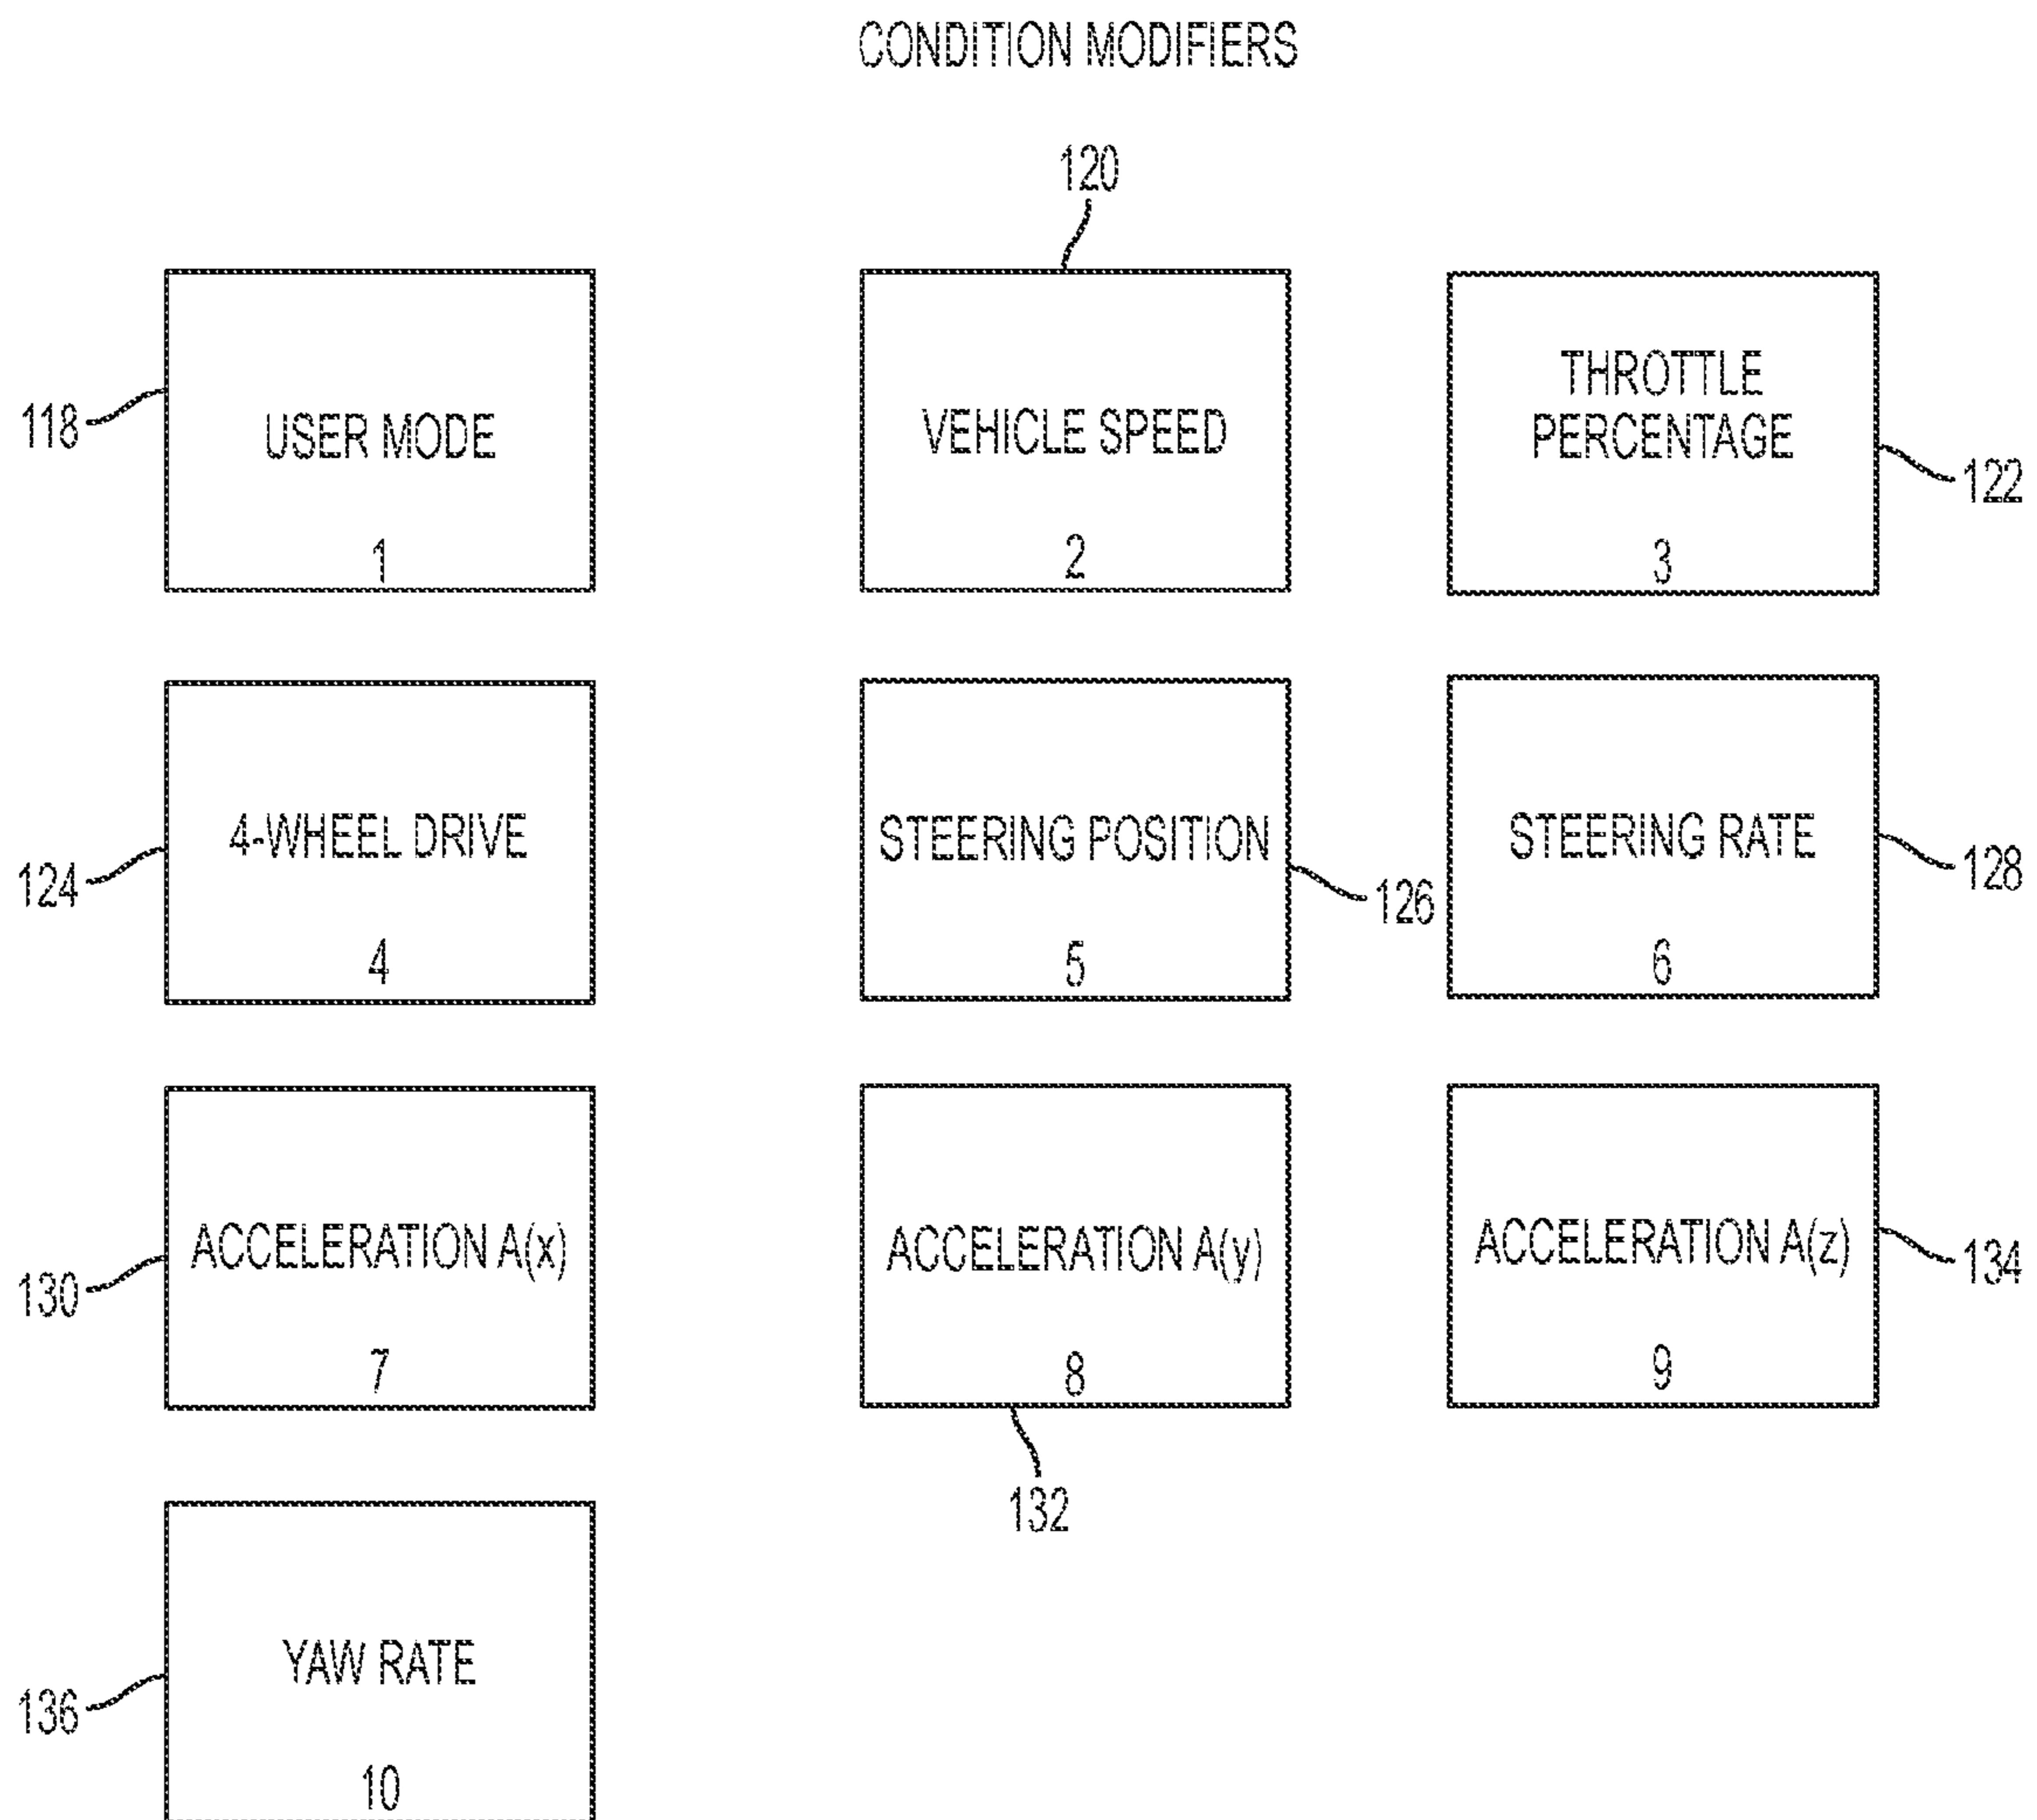 CONDITION MODIFIERS
120
118
USER MODE
1
VEHICLE SPEED
2
THROTTLE
PERCENTAGE
3
122
124
4-WHEEL DRIVE
4
STEERING POSITION
5
126
STEERING RATE
6
128
130
ACCELERATION A(x)
7
ACCELERATION A(y)
8
132
ACCELERATION A(z)
9
134
136
YAW RATE
10